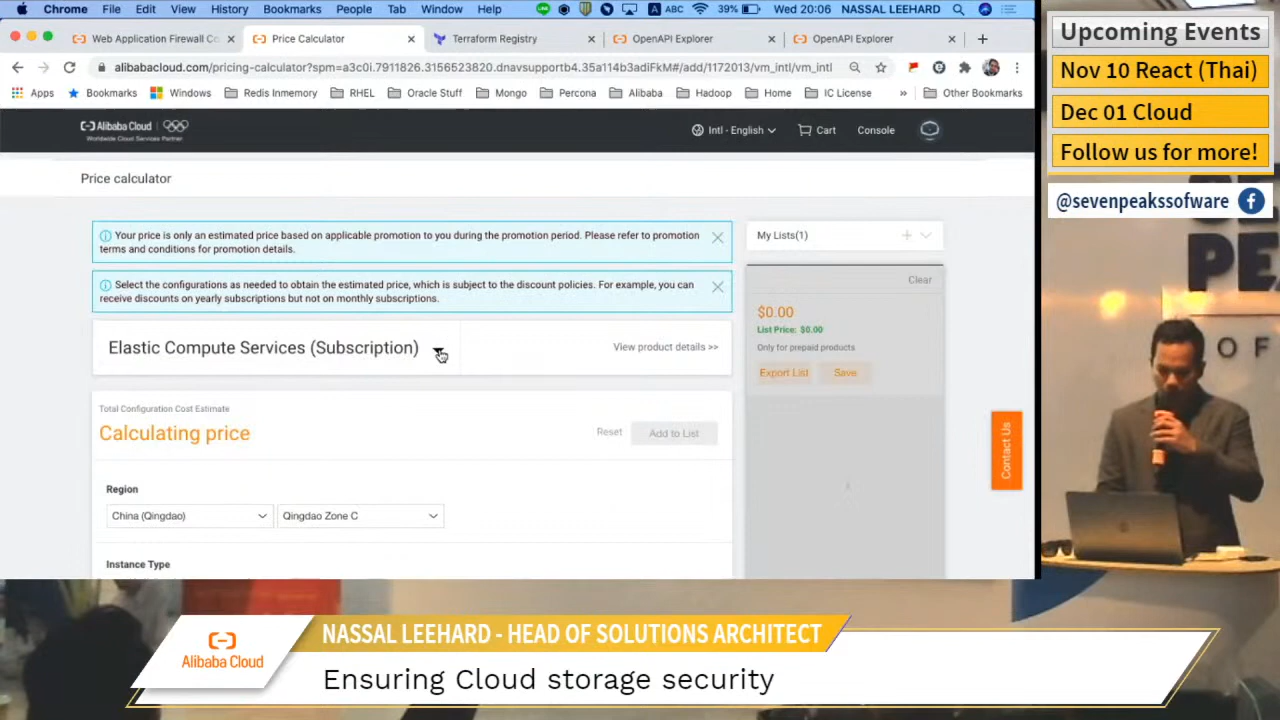 Chrome File Edit View History Bookmarks People Tab Window Help
A ABC 39% Wed 20:06 NASSAL LEEHARD
Web Application Firewall Co
Price Calculator
Terraform Registry
OpenAPI Explorer
OpenAPI Explorer
alibabacloud.com/pricing-calculator?spm=a3c0i.7911826.3156523820.dnavsupportb4.35a114b3adiFkM#/add/1172013/vm_intl/vm_intl
Apps Bookmarks Windows Redis Inmemory RHEL Oracle Stuff Mongo Percona Alibaba Hadoop Home IC License » Other Bookmarks
Alibaba Cloud
Worldwide Cloud Services Partner
Intl - English
Cart
Console
Price calculator
Your price is only an estimated price based on applicable promotion to you during the promotion period. Please refer to promotion
terms and conditions for promotion details.
Select the configurations as needed to obtain the estimated price, which is subject to the discount policies. For example, you can
receive discounts on yearly subscriptions but not on monthly subscriptions.
Elastic Compute Services (Subscription)
View product details >>
Total Configuration Cost Estimate
Calculating price
Reset
Add to List
Region
China (Qingdao)
Qingdao Zone C
Instance Type
My Lists(1)
Clear
$0.00
List Price: $0.00
Only for prepaid products
Export List
Save
Contact Us
Upcoming Events
Nov 10 React (Thai)
Dec 01 Cloud
Follow us for more!
@sevenpeakssofware
PE
OF
Alibaba Cloud
NASSAL LEEHARD - HEAD OF SOLUTIONS ARCHITECT
Ensuring Cloud storage security